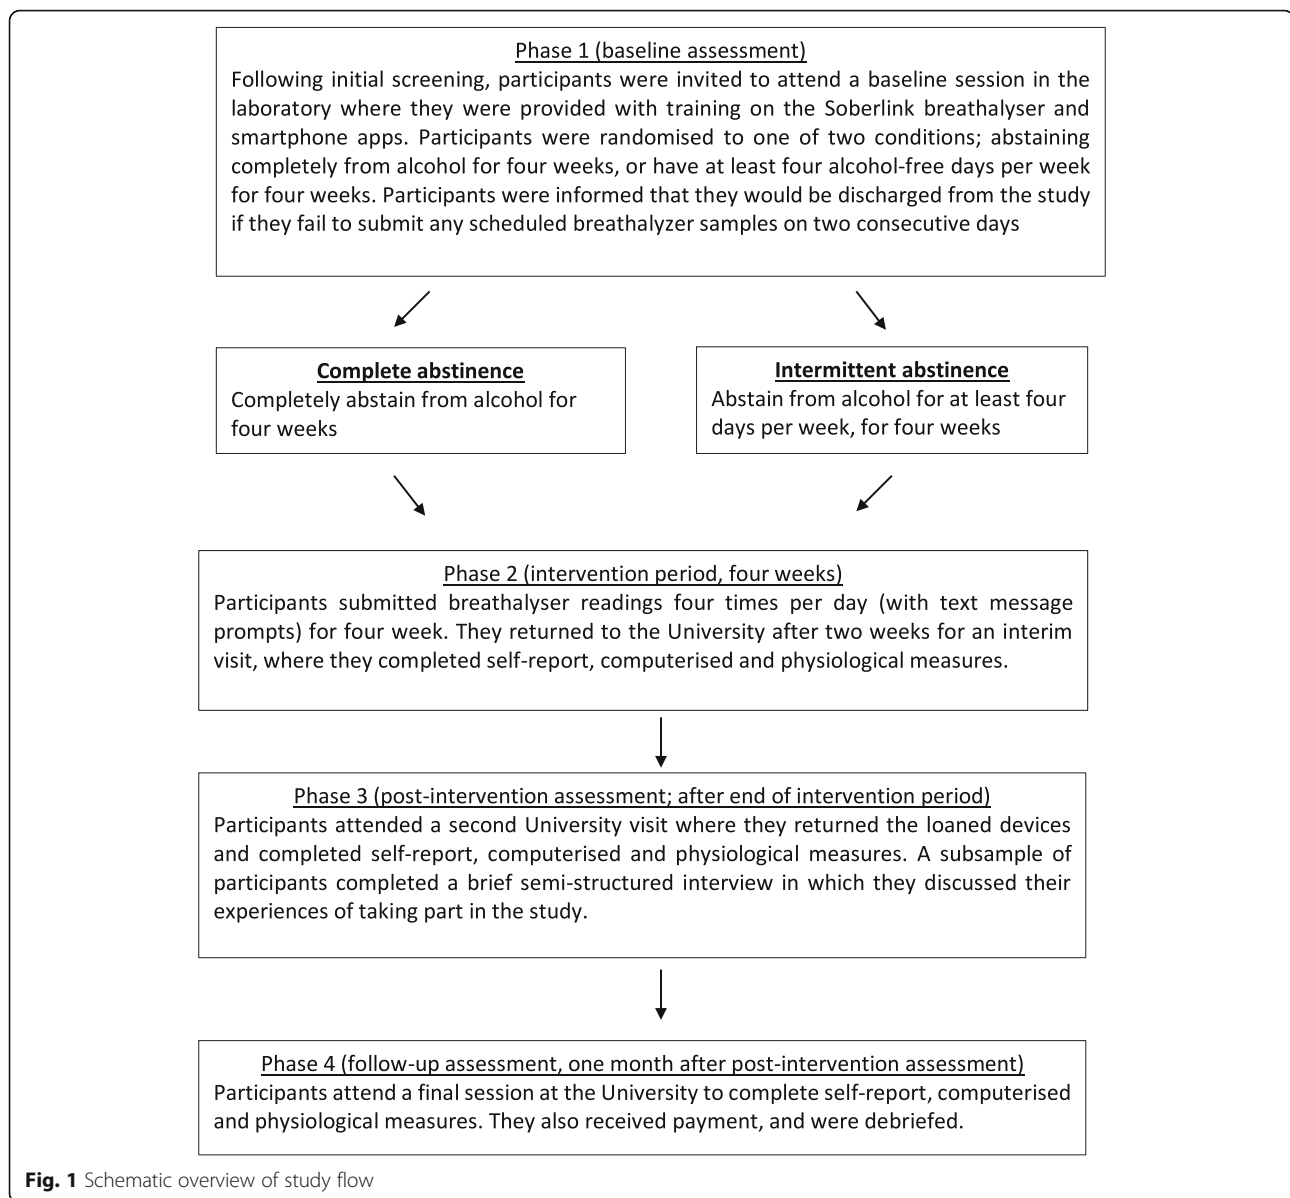 Phase 1 (baseline assessment)
Following initial screening, participants were invited to attend a baseline session in the
laboratory where they were provided with training on the Soberlink breathalyser and
smartphone apps. Participants were randomised to one of two conditions; abstaining
completely from alcohol for four weeks, or have at least four alcohol-free days per week
for four weeks. Participants were informed that they would be discharged from the study
if they fail to submit any scheduled breathalyzer samples on two consecutive days
Complete abstinence
Completely abstain from alcohol for
four weeks
Intermittent abstinence
Abstain from alcohol for at least four
days per week, for four weeks
Phase 2 (intervention period, four weeks)
Participants submitted breathalyser readings four times per day (with text message
prompts) for four week. They returned to the University after two weeks for an interim
visit, where they completed self-report, computerised and physiological measures.
Phase 3 (post-intervention assessment; after end of intervention period)
Participants attended a second University visit where they returned the loaned devices
and completed self-report, computerised and physiological measures. A subsample of
participants completed a brief semi-structured interview in which they discussed their
experiences of taking part in the study.
Phase 4 (follow-up assessment, one month after post-intervention assessment)
Participants attend a final session at the University to complete self-report, computerised
and physiological measures. They also received payment, and were debriefed.
Fig. 1 Schematic overview of study flow